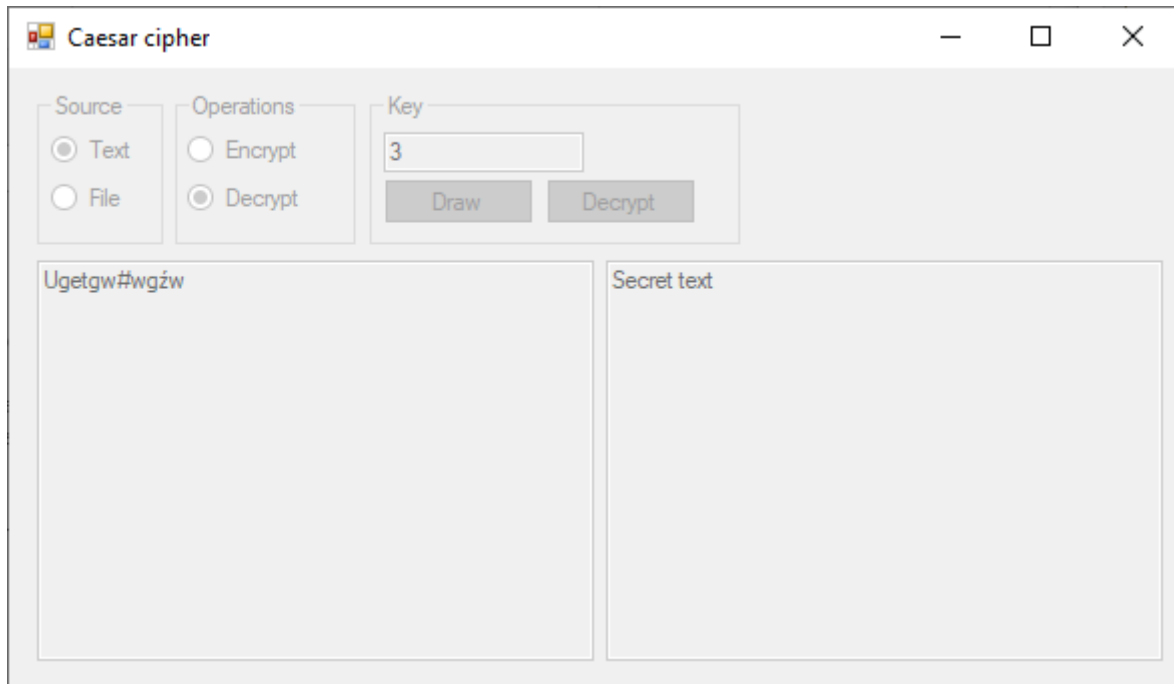 Caesar cipher
Source
Operations
Key
Text
Encrypt
3
File
Decrypt
Draw
Decrypt
Ugetgw#wgźw
Secret text